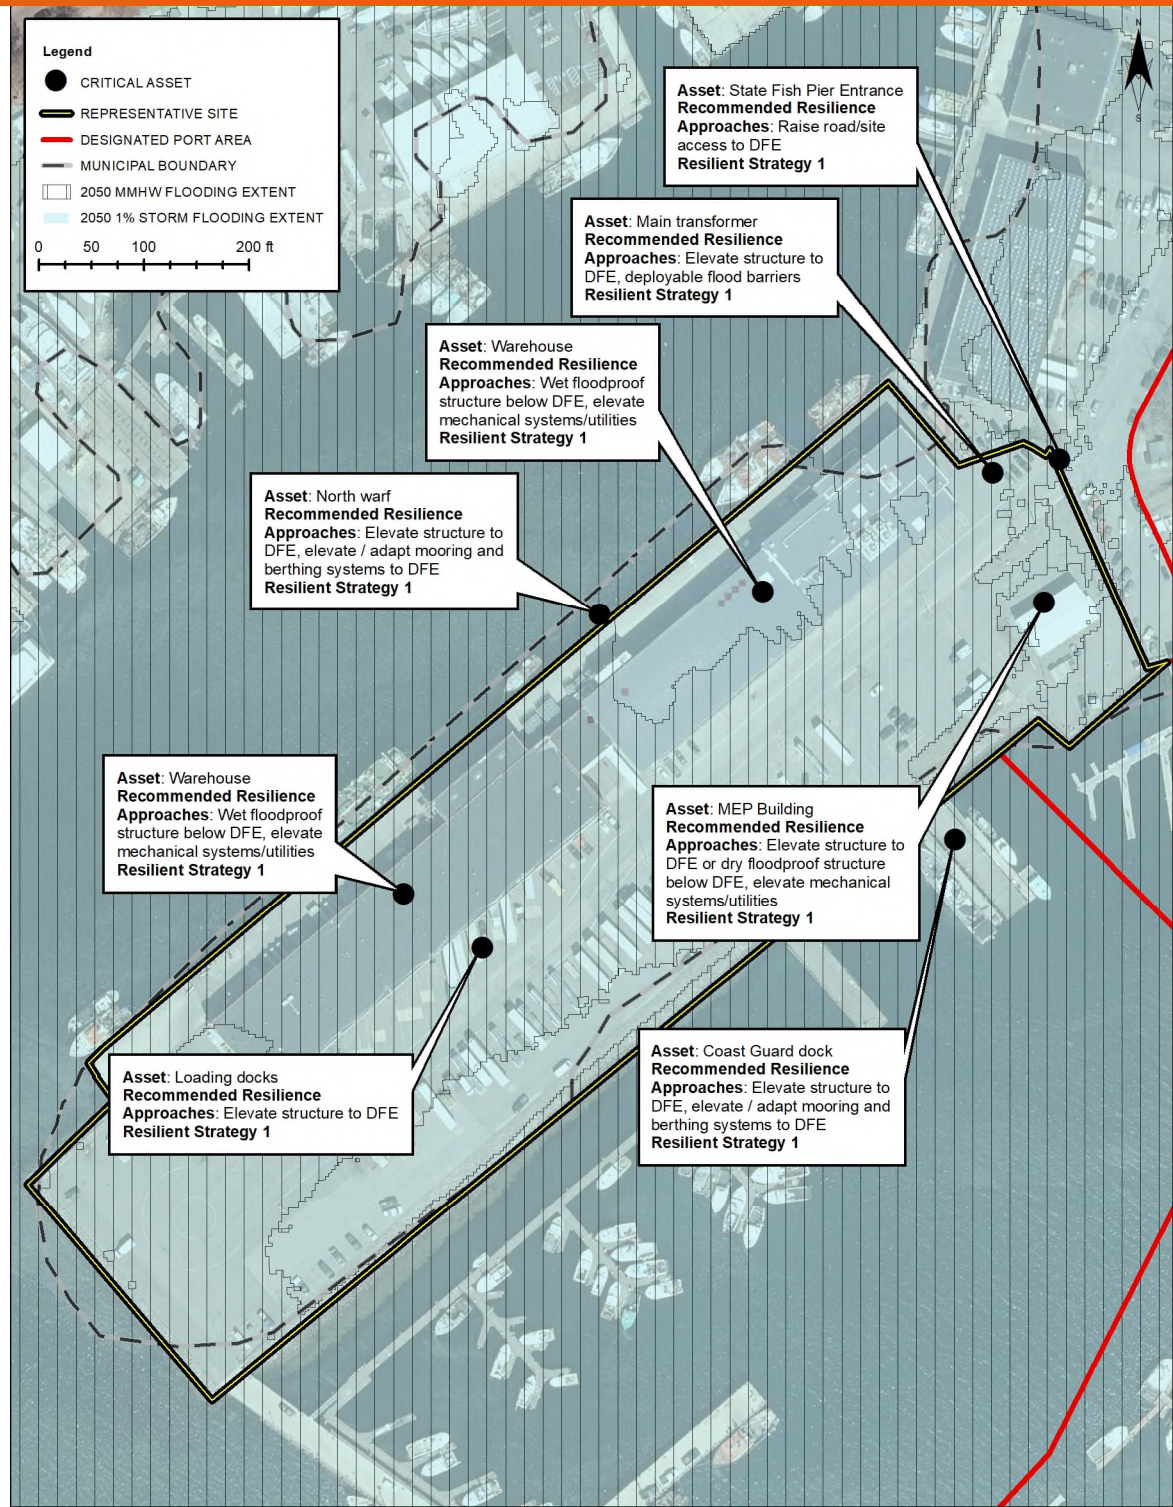 Legend
CRITICAL ASSET
REPRESENTATIVE SITE
DESIGNATED PORT AREA
MUNICIPAL BOUNDARY
2050 MMHW FLOODING EXTENT
2050 1% STORM FLOODING EXTENT
0 50 100 200 ft
N
S
Asset: State Fish Pier Entrance
Recommended Resilience
Approaches: Raise road/site
access to DFE
Resilient Strategy 1
Asset: Main transformer
Recommended Resilience
Approaches: Elevate structure to
DFE, deployable flood barriers
Resilient Strategy 1
Asset: Warehouse
Recommended Resilience
Approaches: Wet floodproof
structure below DFE, elevate
mechanical systems/utilities
Resilient Strategy 1
Asset: North warf
Recommended Resilience
Approaches: Elevate structure to
DFE, elevate / adapt mooring and
berthing systems to DFE
Resilient Strategy 1
Asset: Warehouse
Recommended Resilience
Approaches: Wet floodproof
structure below DFE, elevate
mechanical systems/utilities
Resilient Strategy 1
Asset: MEP Building
Recommended Resilience
Approaches: Elevate structure to
DFE or dry floodproof structure
below DFE, elevate mechanical
systems/utilities
Resilient Strategy 1
Asset: Loading docks
Recommended Resilience
Approaches: Elevate structure to DFE
Resilient Strategy 1
Asset: Coast Guard dock
Recommended Resilience
Approaches: Elevate structure to
DFE, elevate / adapt mooring and
berthing systems to DFE
Resilient Strategy 1